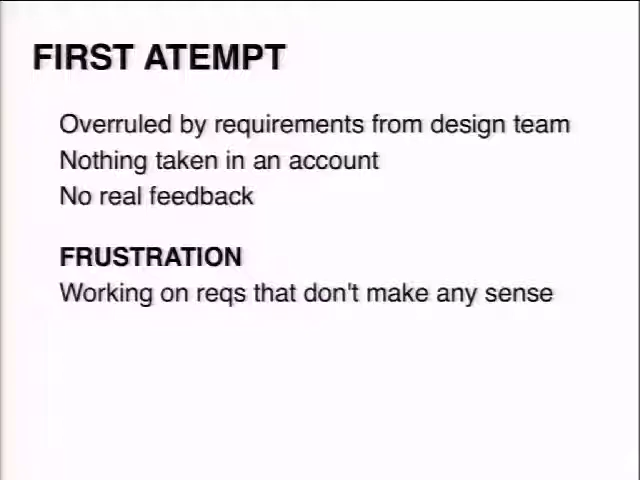 FIRST ATEMPT
Overruled by requirements from design team
Nothing taken in an account
No real feedback
FRUSTRATION
Working on reqs that don't make any sense